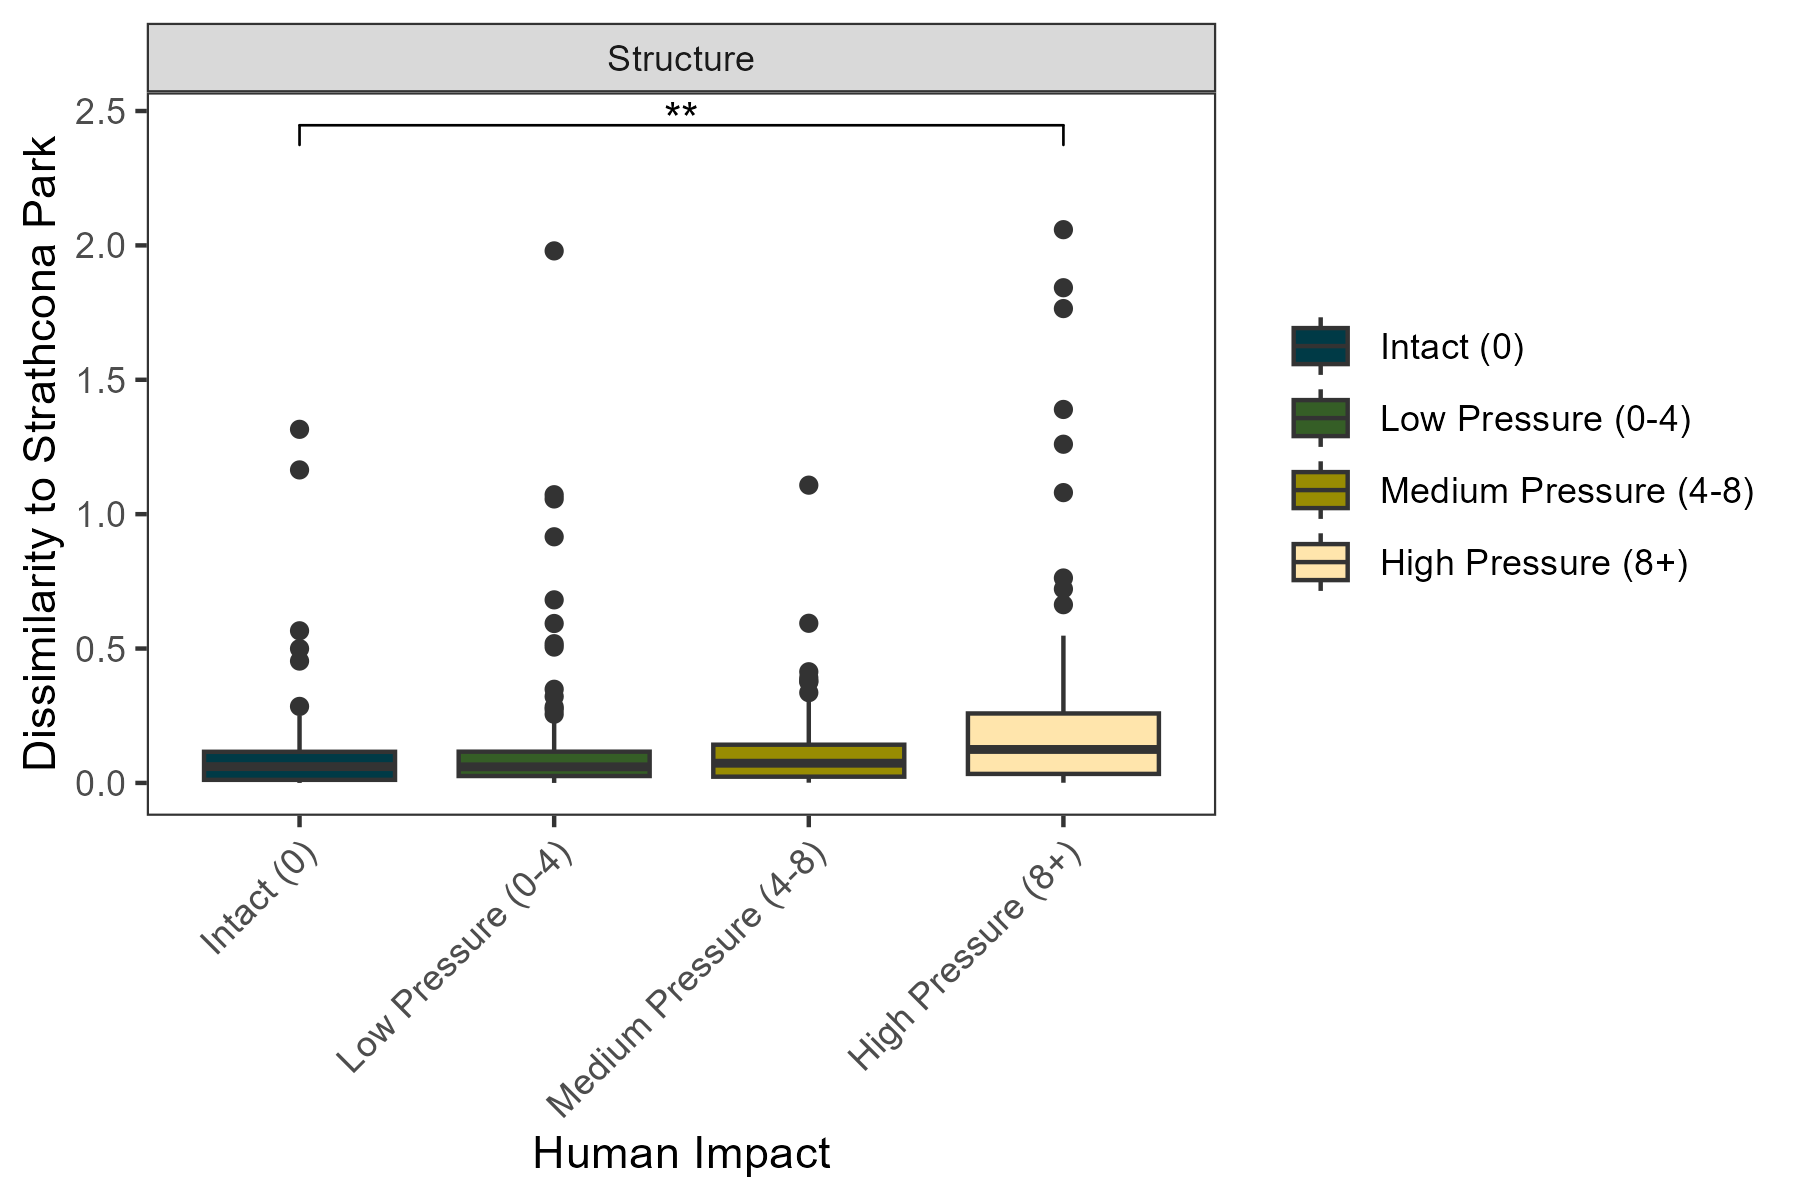 Structure
**
Dissimilarity to Strathcona Park
2.5
2.0
1.5
1.0
0.5
0.0
Intact (0)
Low Pressure (0-4)
Medium Pressure (4-8)
High Pressure (8+)
Human Impact
Intact (0)
Low Pressure (0-4)
Medium Pressure (4-8)
High Pressure (8+)